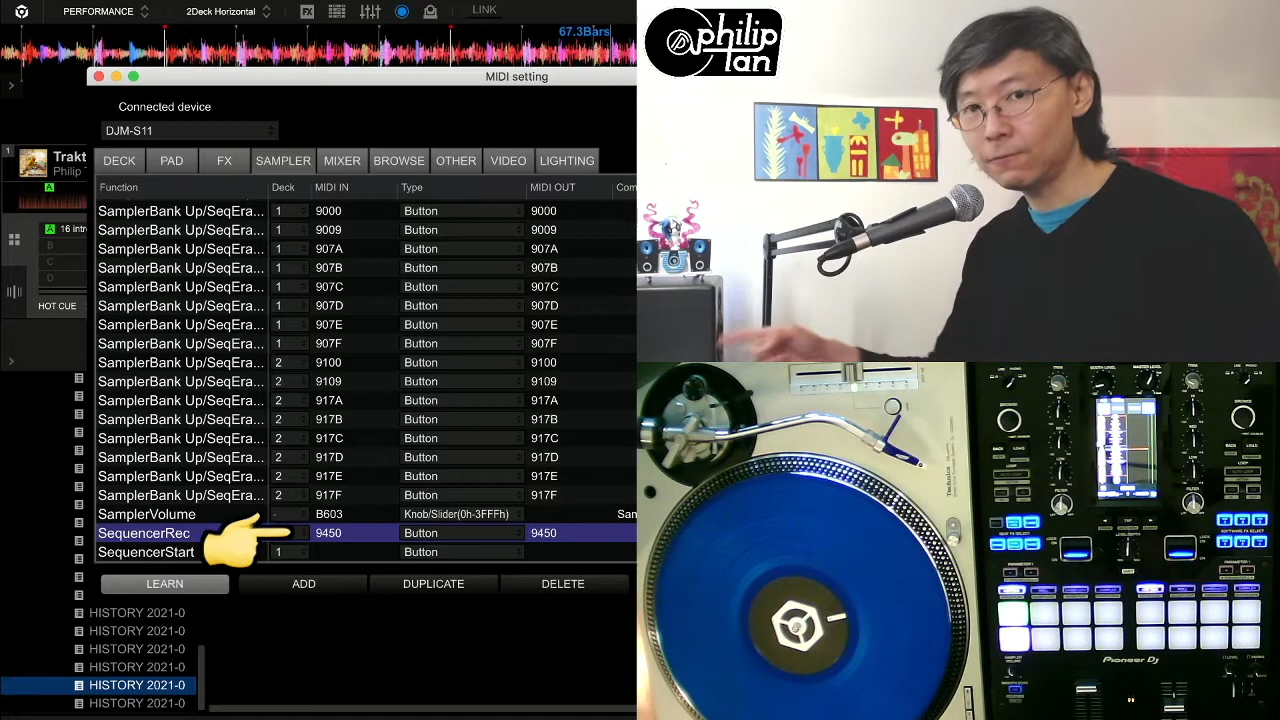 PERFORMANCE
2Deck Horizontal
LINK
67.3Bars
MIDI setting
Connected device
DJM-S11
1
Trakt
Philip
A
A 16 intr
B
C
D
HOT CUE
DECK PAD FX SAMPLER MIXER BROWSE OTHER VIDEO LIGHTING
Function Deck MIDI IN Type MIDI OUT Com
SamplerBank Up/SeqEra... 1 9000 Button 9000
SamplerBank Up/SeqEra... 1 9009 Button 9009
SamplerBank Up/SeqEra... 1 907A Button 907A
SamplerBank Up/SeqEra... 1 907B Button 907B
SamplerBank Up/SeqEra... 1 907C Button 907C
SamplerBank Up/SeqEra... 1 907D Button 907D
SamplerBank Up/SeqEra... 1 907E Button 907E
SamplerBank Up/SeqEra... 1 907F Button 907F
SamplerBank Up/SeqEra... 2 9100 Button 9100
SamplerBank Up/SeqEra... 2 9109 Button 9109
SamplerBank Up/SeqEra... 2 917A Button 917A
SamplerBank Up/SeqEra... 2 917B Button 917B
SamplerBank Up/SeqEra... 2 917C Button 917C
SamplerBank Up/SeqEra... 2 917D Button 917D
SamplerBank Up/SeqEra... 2 917E Button 917E
SamplerBank Up/SeqEra... 2 917F Button 917F
SamplerVolume - B603 Knob/Slider(0h-3FFFh) Sam
SequencerRec 9450 Button 9450
SequencerStart 1 Button
LEARN ADD DUPLICATE DELETE
HISTORY 2021-0
HISTORY 2021-0
HISTORY 2021-0
HISTORY 2021-0
HISTORY 2021-0
HISTORY 2021-0
philip
tan
Technics
Pioneer Dj